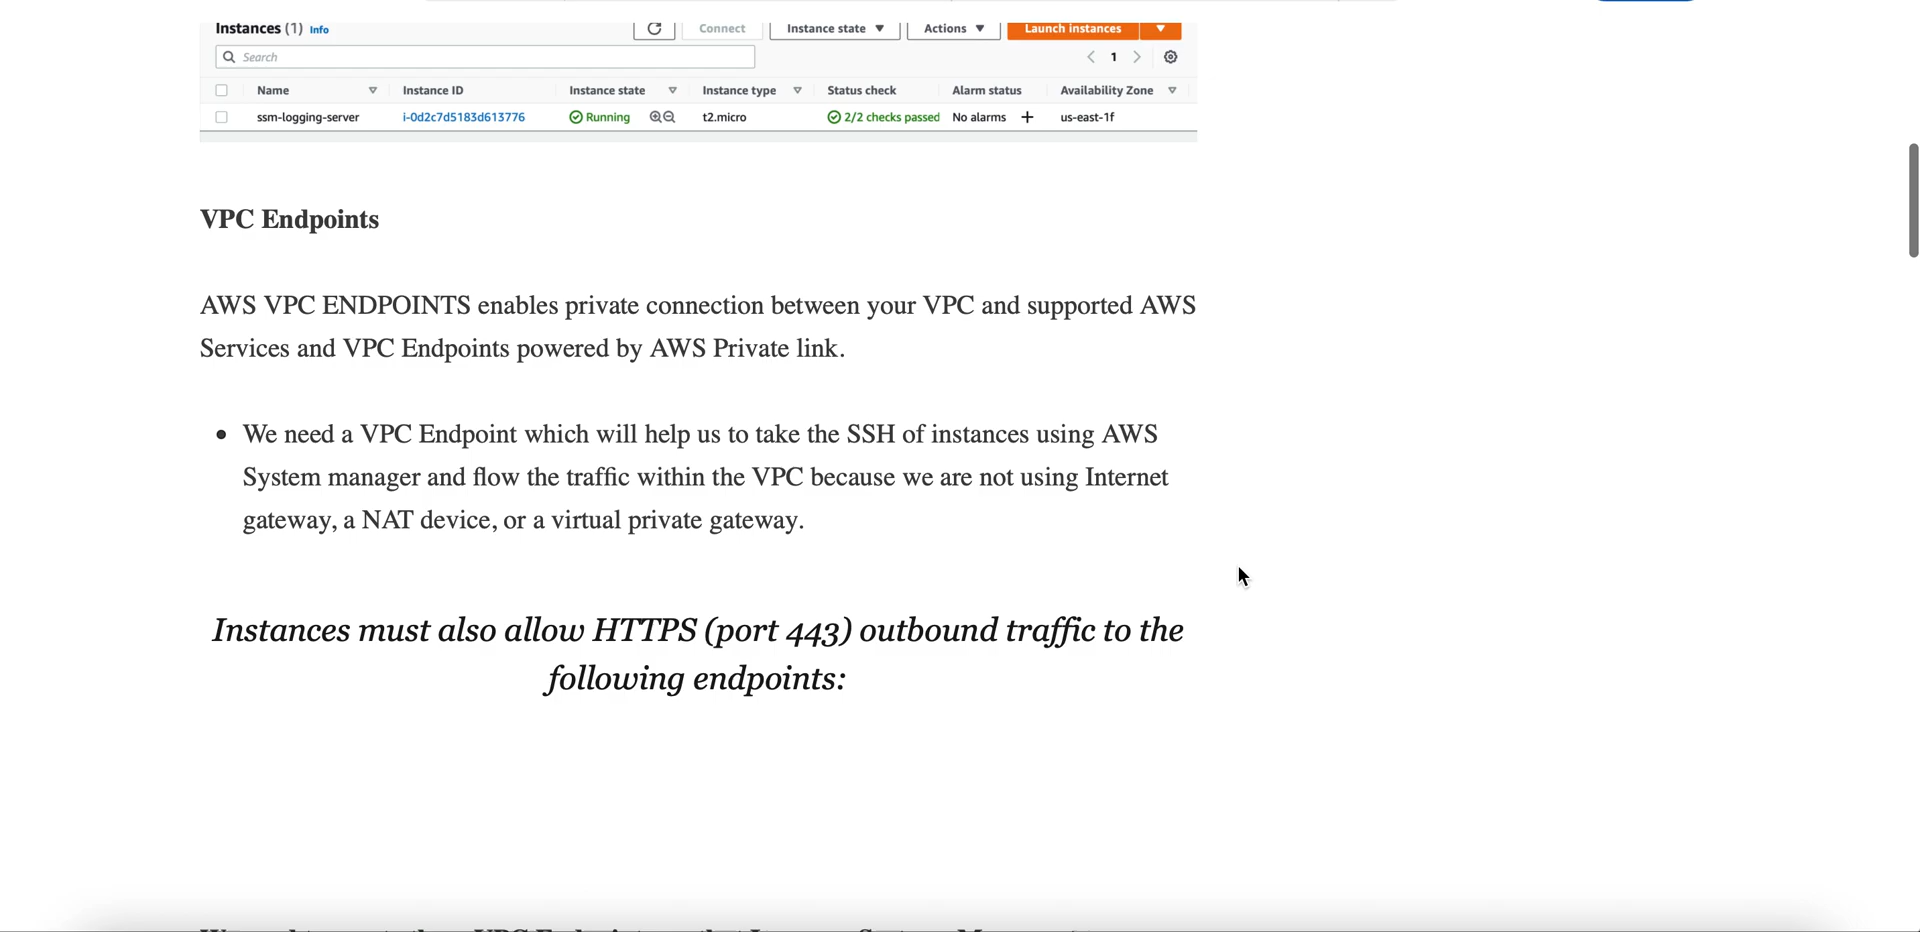 Instances (1) Info Connect Instance state Actions Launch instances
Search 1
Name Instance ID Instance state Instance type Status check Alarm status Availability Zone
ssm-logging-server i-0d2c7d5183d613776 Running t2.micro 2/2 checks passed No alarms + us-east-1f
VPC Endpoints
AWS VPC ENDPOINTS enables private connection between your VPC and supported AWS
Services and VPC Endpoints powered by AWS Private link.
• We need a VPC Endpoint which will help us to take the SSH of instances using AWS
System manager and flow the traffic within the VPC because we are not using Internet
gateway, a NAT device, or a virtual private gateway.
Instances must also allow HTTPS (port 443) outbound traffic to the
following endpoints: